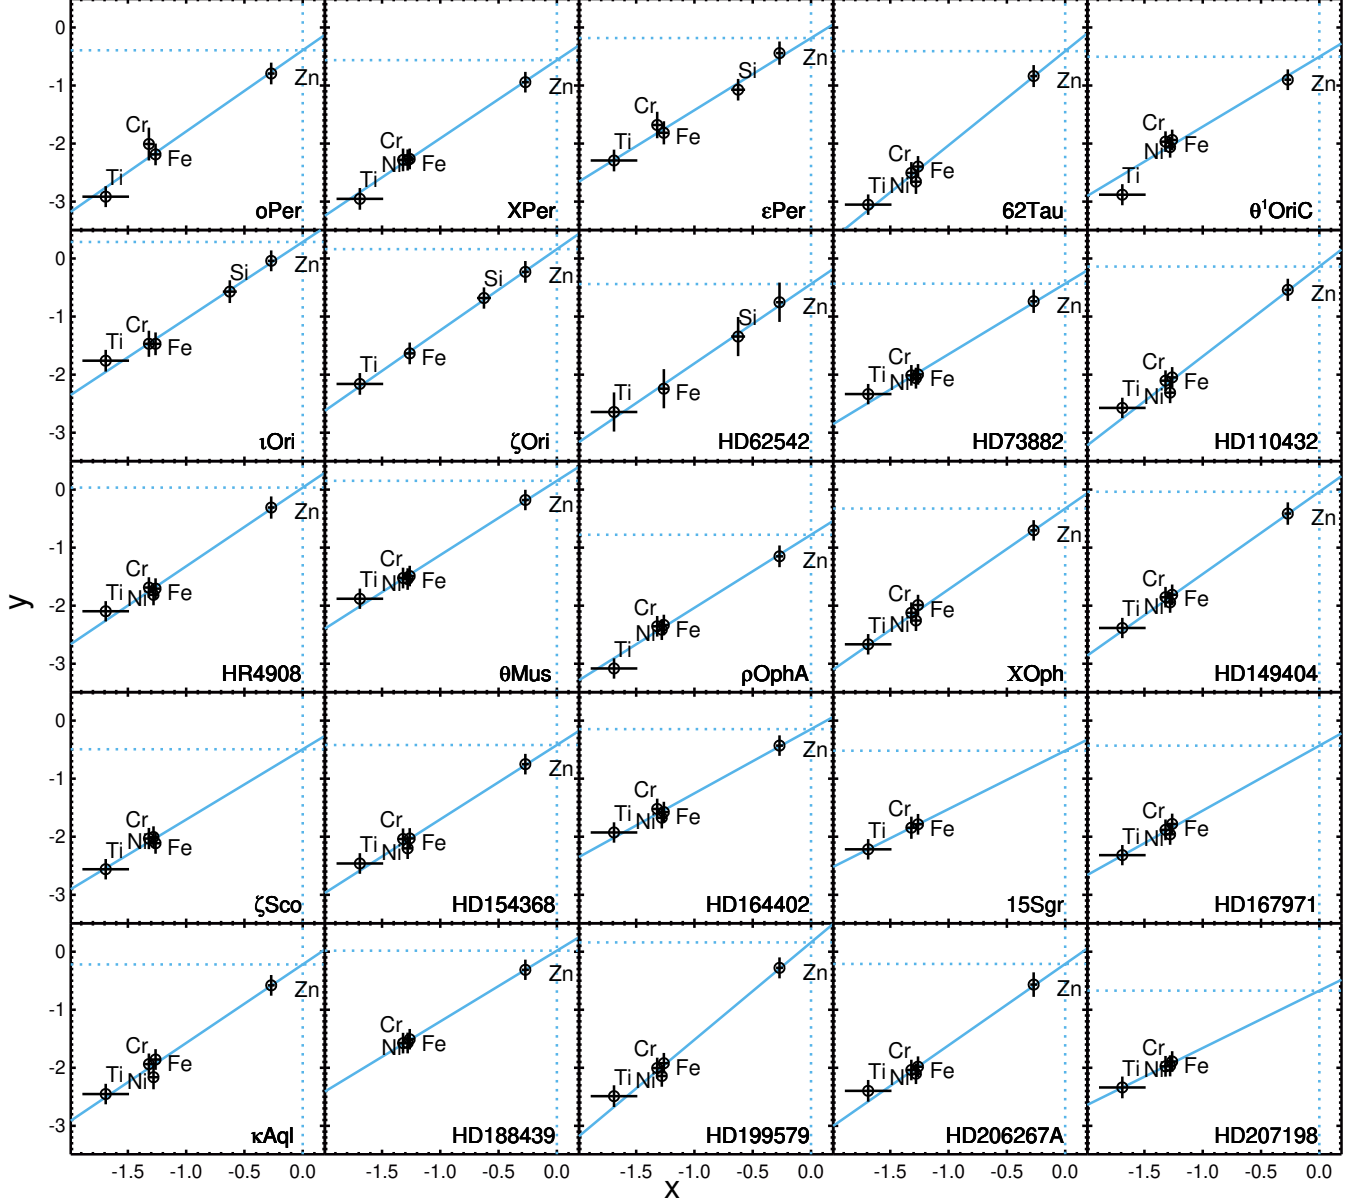 0
-1
-2
-3
Ti Cr Fe Zn
οPer
Ti Cr Ni Fe Zn
XPer
Ti Cr Fe Si Zn
εPer
Ti Cr Ni Fe Zn
62Tau
Ti Cr Ni Fe Zn
θ¹OriC
0
-1
-2
-3
Ti Cr Fe Si Zn
ιOri
Ti Fe Si Zn
ζOri
Ti Fe Si Zn
HD62542
Ti Cr Ni Fe Zn
HD73882
Ti Cr Ni Fe Zn
HD110432
y
0
-1
-2
-3
Ti Cr Ni Fe Zn
HR4908
Ti Cr Ni Fe Zn
θMus
Ti Cr Ni Fe Zn
ρOphA
Ti Cr Ni Fe Zn
XOph
Ti Cr Ni Fe Zn
HD149404
0
-1
-2
-3
Ti Cr Ni Fe
ζSco
Ti Cr Ni Fe Zn
HD154368
Ti Cr Ni Fe Zn
HD164402
Ti Cr Fe
15Sgr
Ti Cr Ni Fe
HD167971
0
-1
-2
-3
Ti Cr Ni Fe Zn
κAql
Cr Ni Fe Zn
HD188439
Ti Cr Ni Fe Zn
HD199579
Ti Cr Ni Fe Zn
HD206267A
Ti Cr Ni Fe
HD207198
-1.5 -1.0 -0.5 0.0 -1.5 -1.0 -0.5 0.0 -1.5 -1.0 -0.5 0.0 -1.5 -1.0 -0.5 0.0 -1.5 -1.0 -0.5 0.0
x